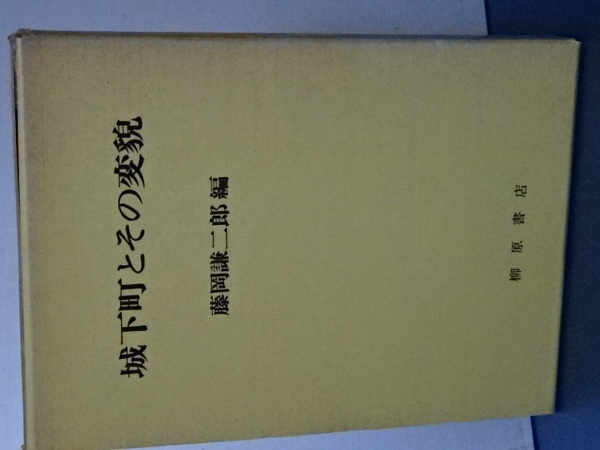 城下町とその変貌
藤岡謙二郎 編
柳原書店